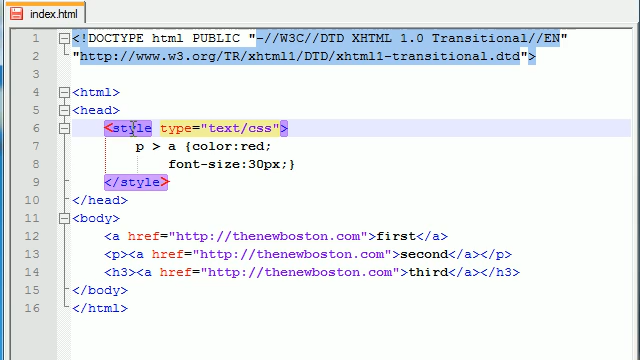 index.html
1 <!DOCTYPE html PUBLIC "-//W3C//DTD XHTML 1.0 Transitional//EN"
2 "http://www.w3.org/TR/xhtml1/DTD/xhtml1-transitional.dtd">
3
4 <html>
5 <head>
6 <style type="text/css">
7 p > a {color:red;
8 font-size:30px;}
9 </style>
10 </head>
11 <body>
12 <a href="http://thenewboston.com">first</a>
13 <p><a href="http://thenewboston.com">second</a></p>
14 <h3><a href="http://thenewboston.com">third</a></h3>
15 </body>
16 </html>